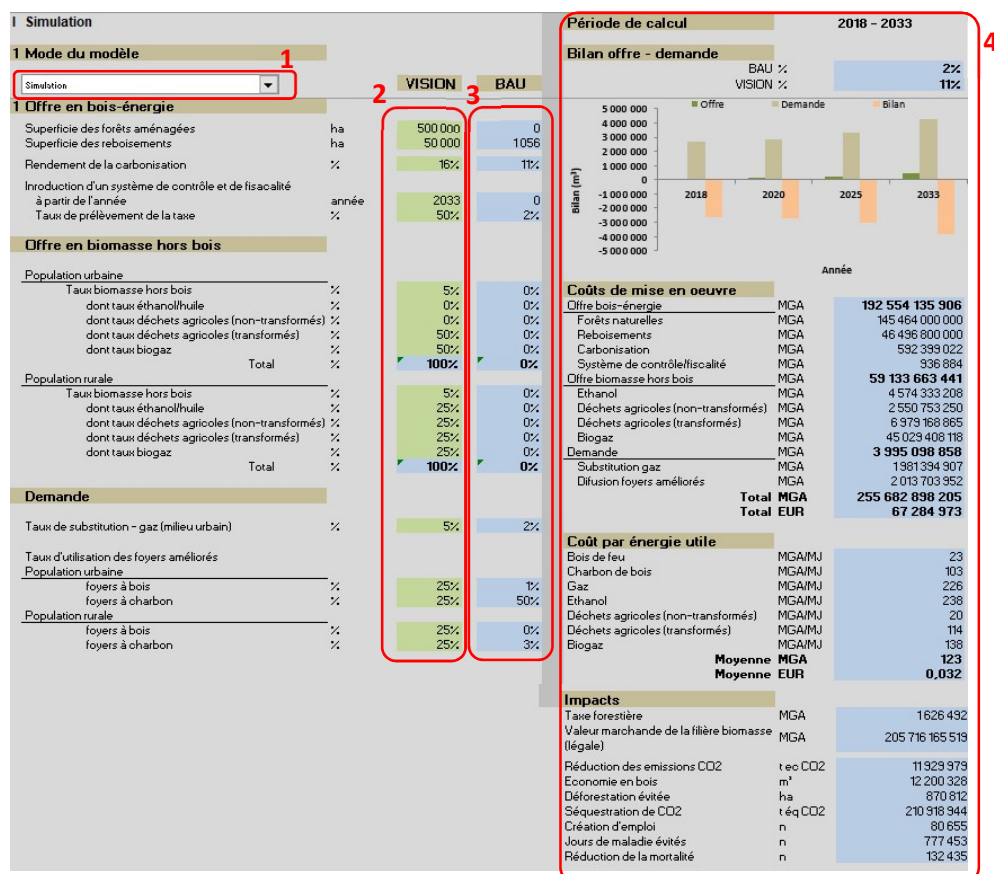 I Simulation
1 Mode du modèle
1
Simulation
2
VISION
3
BAU
1 Offre en bois-énergie
Superficie des forêts aménagées ha 500 000 0
Superficie des reboisements ha 50 000 1056
Rendement de la carbonisation % 16% 11%
Inroduction d'un système de contrôle et de fisacalité
à partir de l'année année 2033 0
Taux de prélèvement de la taxe % 50% 2%
Offre en biomasse hors bois
Population urbaine
Taux biomasse hors bois % 5% 0%
dont taux éthanol/huile % 0% 0%
dont taux déchets agricoles (non-transformés) % 0% 0%
dont taux déchets agricoles (transformés) % 50% 0%
dont taux biogaz % 50% 0%
Total % 100% 0%
Population rurale
Taux biomasse hors bois % 5% 0%
dont taux éthanol/huile % 25% 0%
dont taux déchets agricoles (non-transformés) % 25% 0%
dont taux déchets agricoles (transformés) % 25% 0%
dont taux biogaz % 25% 0%
Total % 100% 0%
Demande
Taux de substitution - gaz (milieu urbain) % 5% 2%
Taux d'utilisation des foyers améliorés
Population urbaine
foyers à bois % 25% 1%
foyers à charbon % 25% 50%
Population rurale
foyers à bois % 25% 0%
foyers à charbon % 25% 3%
Période de calcul 2018 - 2033
4
Bilan offre - demande
BAU % 2%
VISION % 11%
Offre Demande Bilan
5 000 000
4 000 000
3 000 000
2 000 000
1 000 000
0
-1 000 000
-2 000 000
-3 000 000
-4 000 000
-5 000 000
Bilan (m³)
2018 2020 2025 2033
Année
Coûts de mise en oeuvre
Offre bois-énergie MGA 192 554 135 906
Forêts naturelles MGA 145 464 000 000
Reboisements MGA 46 496 800 000
Carbonisation MGA 592 399 022
Système de contrôle/fiscalité MGA 936 884
Offre biomasse hors bois MGA 59 133 663 441
Ethanol MGA 4 574 333 208
Déchets agricoles (non-transformés) MGA 2 550 753 250
Déchets agricoles (transformés) MGA 6 979 168 865
Biogaz MGA 45 029 408 118
Demande MGA 3 995 098 858
Substitution gaz MGA 1 981 394 907
Difusion foyers améliorés MGA 2 013 703 952
Total MGA 255 682 898 205
Total EUR 67 284 973
Coût par énergie utile
Bois de feu MGA/MJ 23
Charbon de bois MGA/MJ 103
Gaz MGA/MJ 226
Ethanol MGA/MJ 238
Déchets agricoles (non-transformés) MGA/MJ 20
Déchets agricoles (transformés) MGA/MJ 114
Biogaz MGA/MJ 138
Moyenne MGA 123
Moyenne EUR 0,032
Impacts
Taxe forestière MGA 1 626 492
Valeur marchande de la filière biomasse
(légale) MGA 205 716 165 519
Réduction des emissions CO2 t ec CO2 11 929 979
Economie en bois m³ 12 200 328
Déforestation évitée ha 870 812
Séquestration de CO2 t éq CO2 210 918 944
Création d'emploi n 80 655
Jours de maladie évités n 777 453
Réduction de la mortalité n 132 435